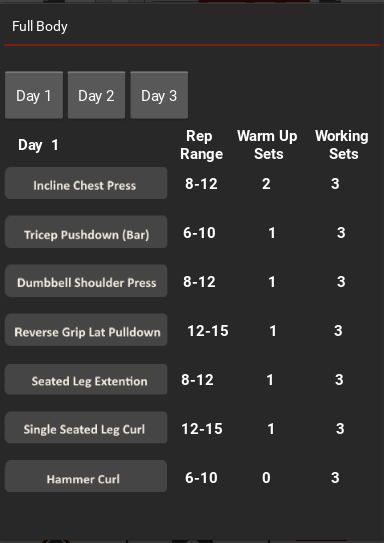 Full Body
Day 1 Day 2 Day 3
Day 1 Rep Range Warm Up Sets Working Sets
Incline Chest Press 8-12 2 3
Tricep Pushdown (Bar) 6-10 1 3
Dumbbell Shoulder Press 8-12 1 3
Reverse Grip Lat Pulldown 12-15 1 3
Seated Leg Extention 8-12 1 3
Single Seated Leg Curl 12-15 1 3
Hammer Curl 6-10 0 3